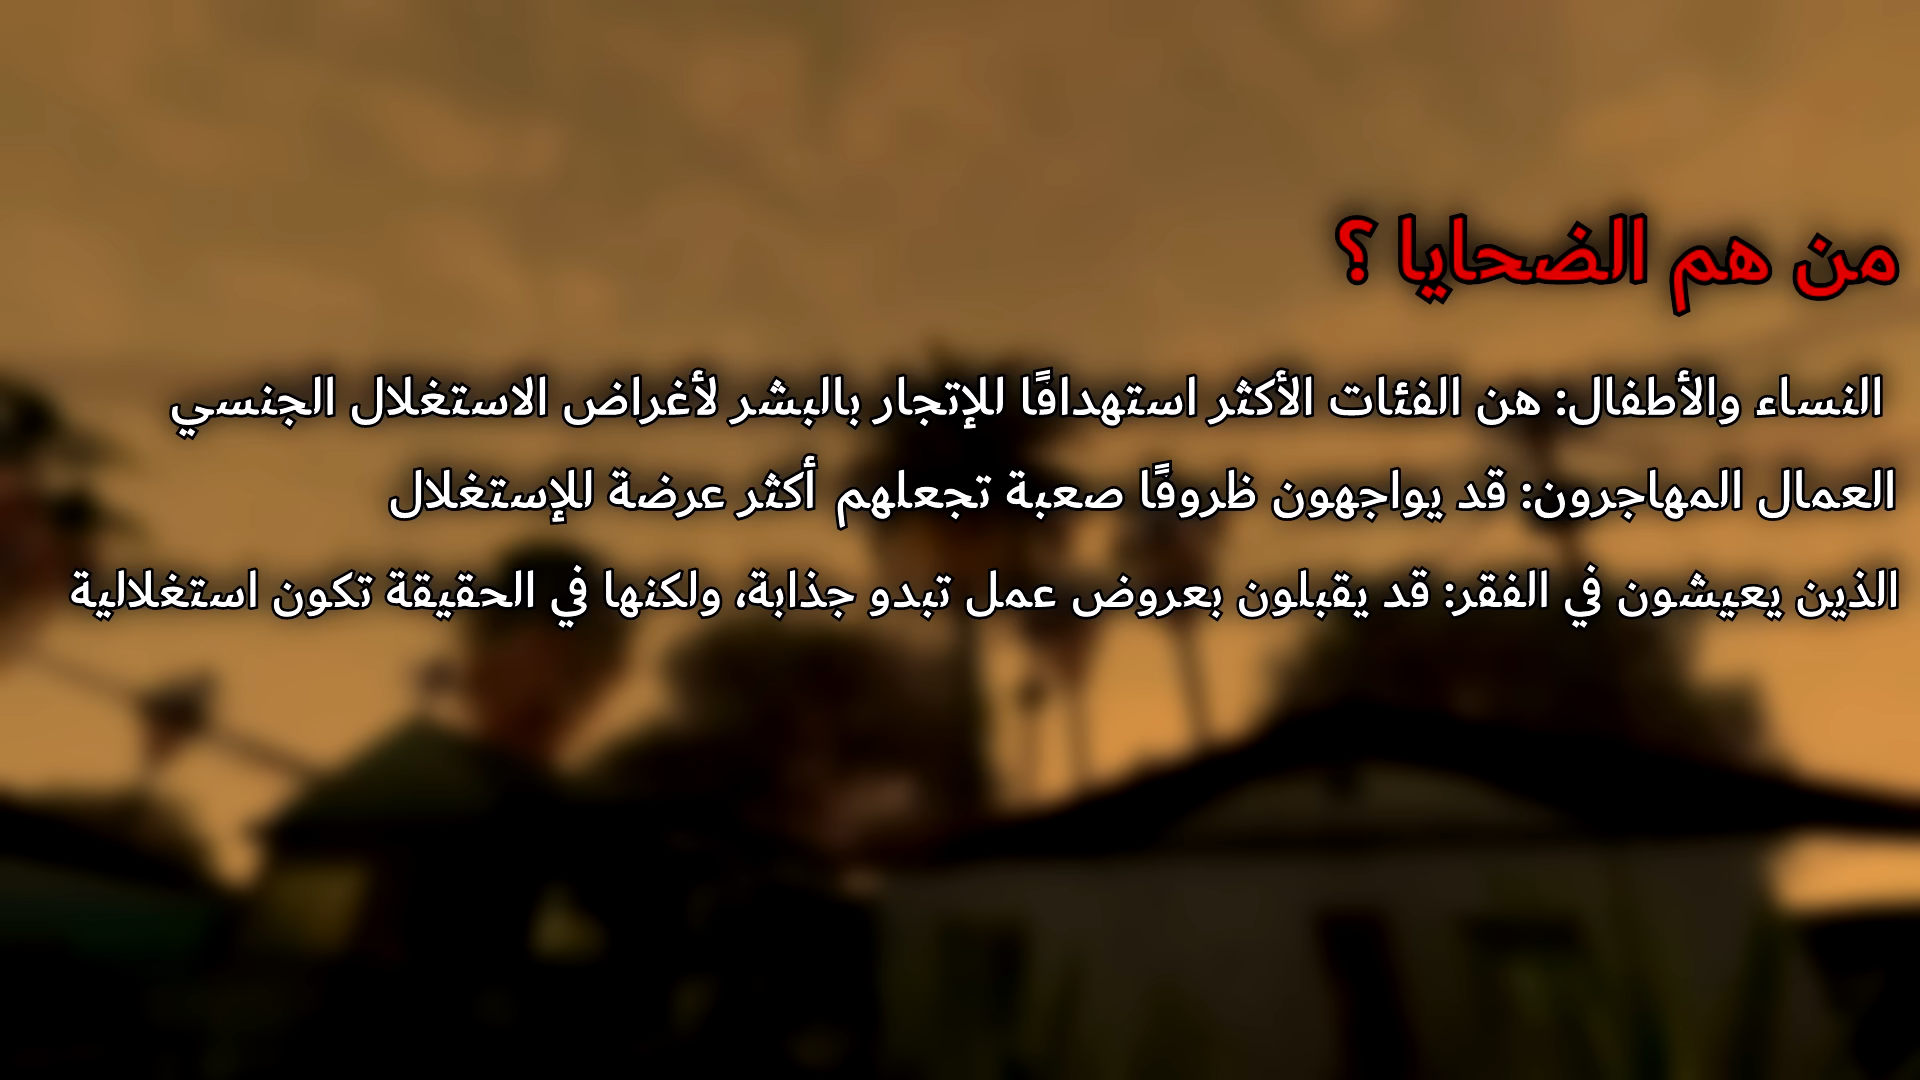 من هم الضحايا ؟
النساء والأطفال: هن الفئات الأكثر استهدافًا للإتجار بالبشر لأغراض الاستغلال الجنسي
العمال المهاجرون: قد يواجهون ظروفًا صعبة تجعلهم أكثر عرضة للإستغلال
الذين يعيشون في الفقر: قد يقبلون بعروض عمل تبدو جذابة، ولكنها في الحقيقة تكون استغلالية